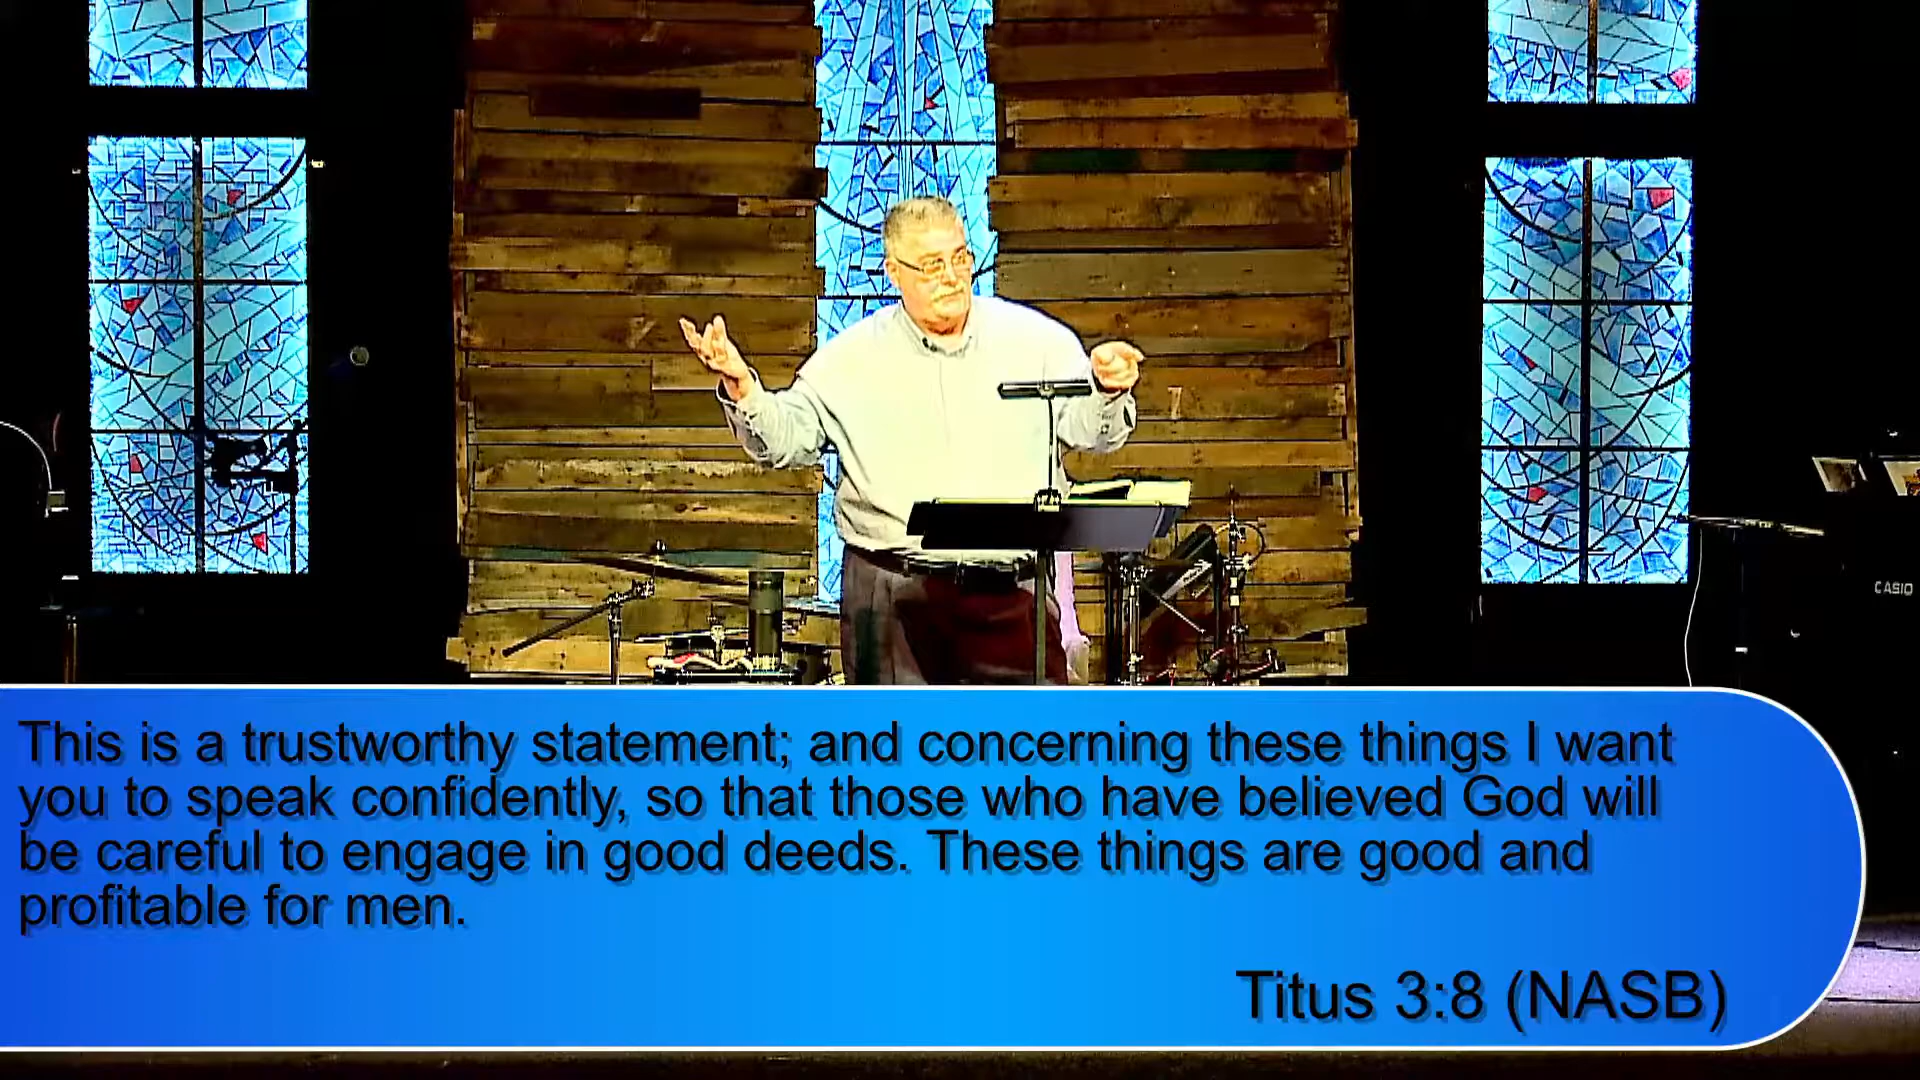 CASIO
This is a trustworthy statement; and concerning these things I want
you to speak confidently, so that those who have believed God will
be careful to engage in good deeds. These things are good and
profitable for men.
Titus 3:8 (NASB)